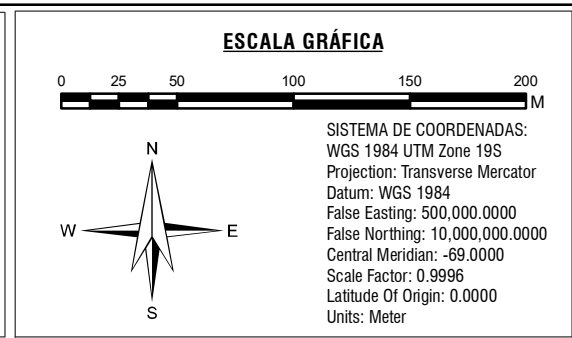 ESCALA GRÁFICA
0 25 50 100 150 200
M
SISTEMA DE COORDENADAS:
WGS 1984 UTM Zone 19S
Projection: Transverse Mercator
Datum: WGS 1984
False Easting: 500,000.0000
False Northing: 10,000,000.0000
Central Meridian: -69.0000
Scale Factor: 0.9996
Latitude Of Origin: 0.0000
Units: Meter
N
W E
S